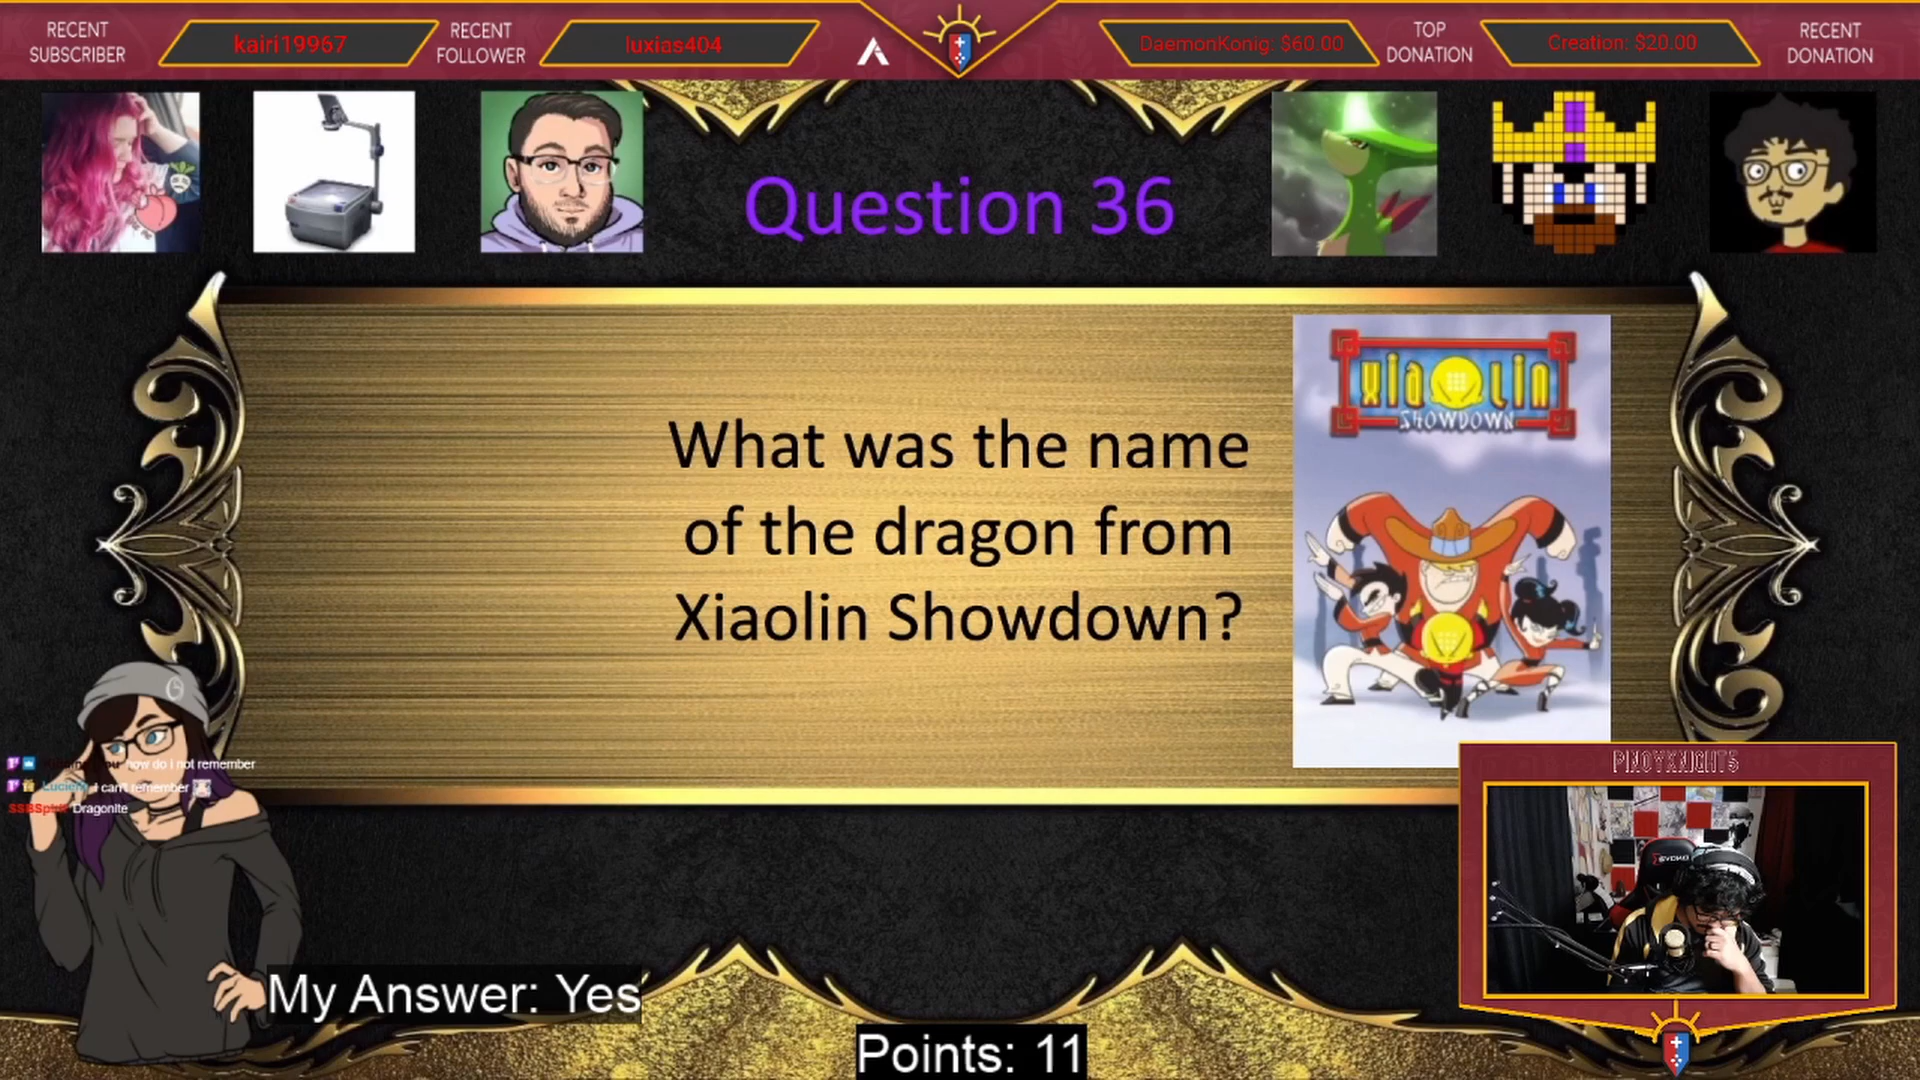 RECENT
SUBSCRIBER
kairi19967
RECENT
FOLLOWER
luxias404
DaemonKonig: $60.00
TOP
DONATION
Creation: $20.00
RECENT
DONATION
Question 36
What was the name
of the dragon from
Xiaolin Showdown?
XIAOLIN
SHOWDOWN
how do i not remember
I can't remember
Dragonite
My Answer: Yes
Points: 11
PINOYKNIGHTS